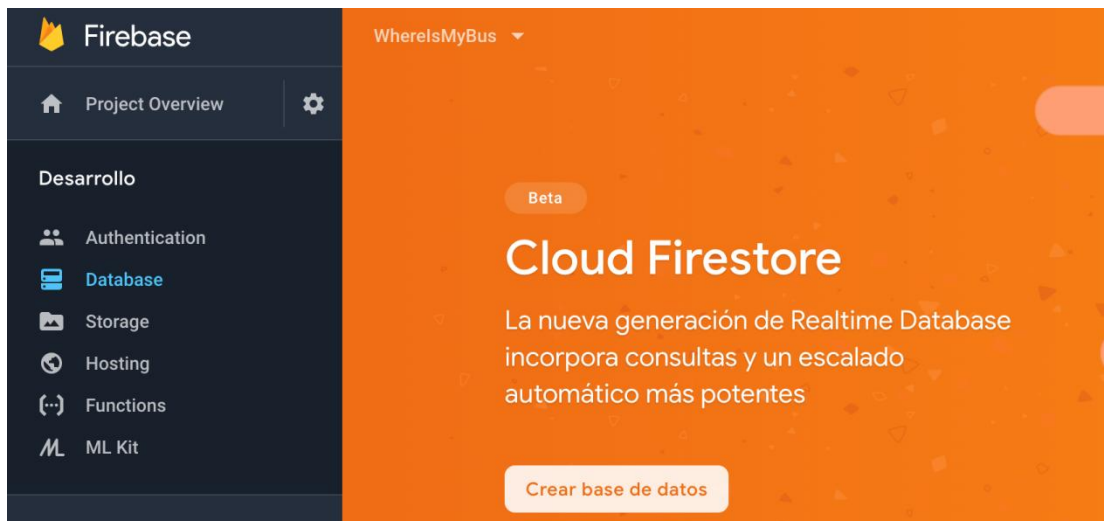 Firebase
WhereIsMyBus
Project Overview
Desarrollo
Authentication
Database
Storage
Hosting
Functions
ML Kit
Beta
Cloud Firestore
La nueva generación de Realtime Database
incorpora consultas y un escalado
automático más potentes
Crear base de datos